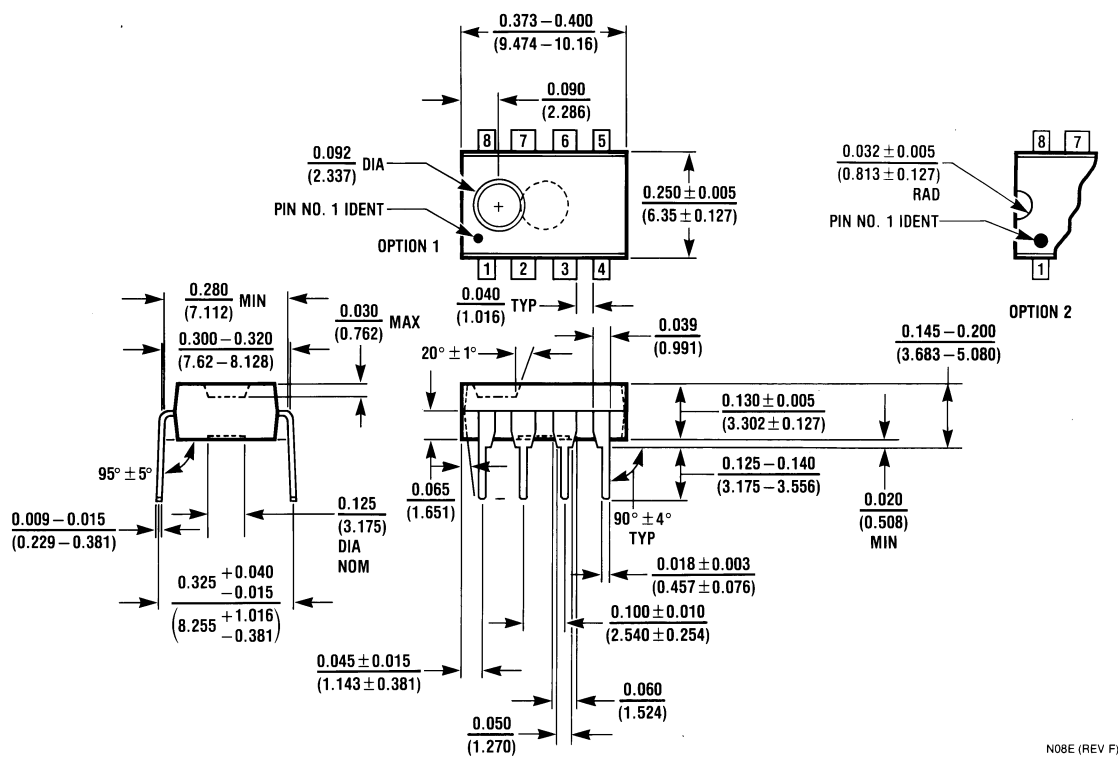 0.373 – 0.400
(9.474 – 10.16)
0.090
(2.286)
8 7 6 5
0.092 DIA
(2.337)
PIN NO. 1 IDENT
OPTION 1
0.250 ± 0.005
(6.35 ± 0.127)
1 2 3 4
8 7
0.032 ± 0.005
(0.813 ± 0.127)
RAD
PIN NO. 1 IDENT
1
OPTION 2
0.280 MIN
(7.112)
0.300 – 0.320
(7.62 – 8.128)
0.030 MAX
(0.762)
0.040 TYP
(1.016)
20° ± 1°
0.039
(0.991)
0.145 – 0.200
(3.683 – 5.080)
0.130 ± 0.005
(3.302 ± 0.127)
0.125 – 0.140
(3.175 – 3.556)
0.020
(0.508)
MIN
95° ± 5°
0.009 – 0.015
(0.229 – 0.381)
0.125
(3.175)
DIA
NOM
0.065
(1.651)
90° ± 4°
TYP
0.325 +0.040
–0.015
(8.255 +1.016
–0.381)
0.018 ± 0.003
(0.457 ± 0.076)
0.100 ± 0.010
(2.540 ± 0.254)
0.045 ± 0.015
(1.143 ± 0.381)
0.060
(1.524)
0.050
(1.270)
N08E (REV F)